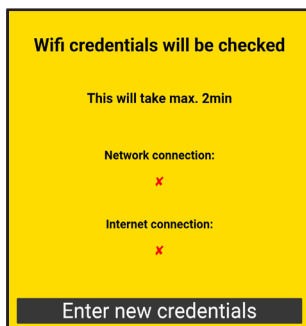 Wifi credentials will be checked
This will take max. 2min
Network connection:
✘
Internet connection:
✘
Enter new credentials